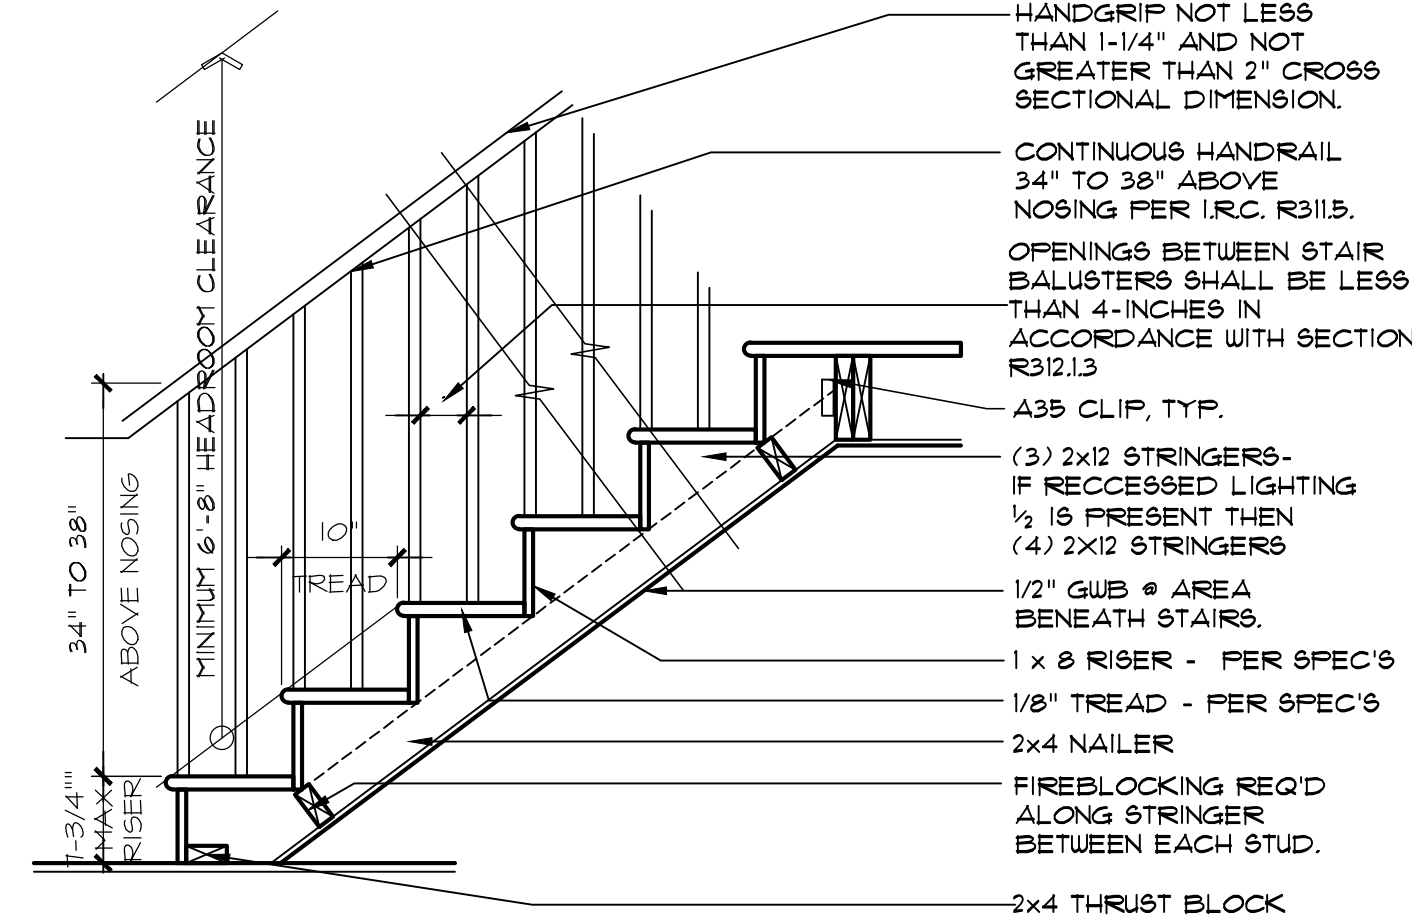 HANDGRIP NOT LESS
THAN 1-1/4" AND NOT
GREATER THAN 2" CROSS
SECTIONAL DIMENSION.
CONTINUOUS HANDRAIL
34" TO 38" ABOVE
NOSING PER I.R.C. R311.5.
OPENINGS BETWEEN STAIR
BALUSTERS SHALL BE LESS
THAN 4-INCHES IN
ACCORDANCE WITH SECTION
R312.1.3
A35 CLIP, TYP.
(3) 2x12 STRINGERS-
IF RECCESSED LIGHTING
½ IS PRESENT THEN
(4) 2X12 STRINGERS
1/2" GWB @ AREA
BENEATH STAIRS.
1 x 8 RISER - PER SPEC'S
1/8" TREAD - PER SPEC'S
2x4 NAILER
FIREBLOCKING REQ'D
ALONG STRINGER
BETWEEN EACH STUD.
2x4 THRUST BLOCK
MINIMUM 6'-8" HEADROOM CLEARANCE
34" TO 38"
ABOVE NOSING
10"
TREAD
7-3/4""
MAX
RISER